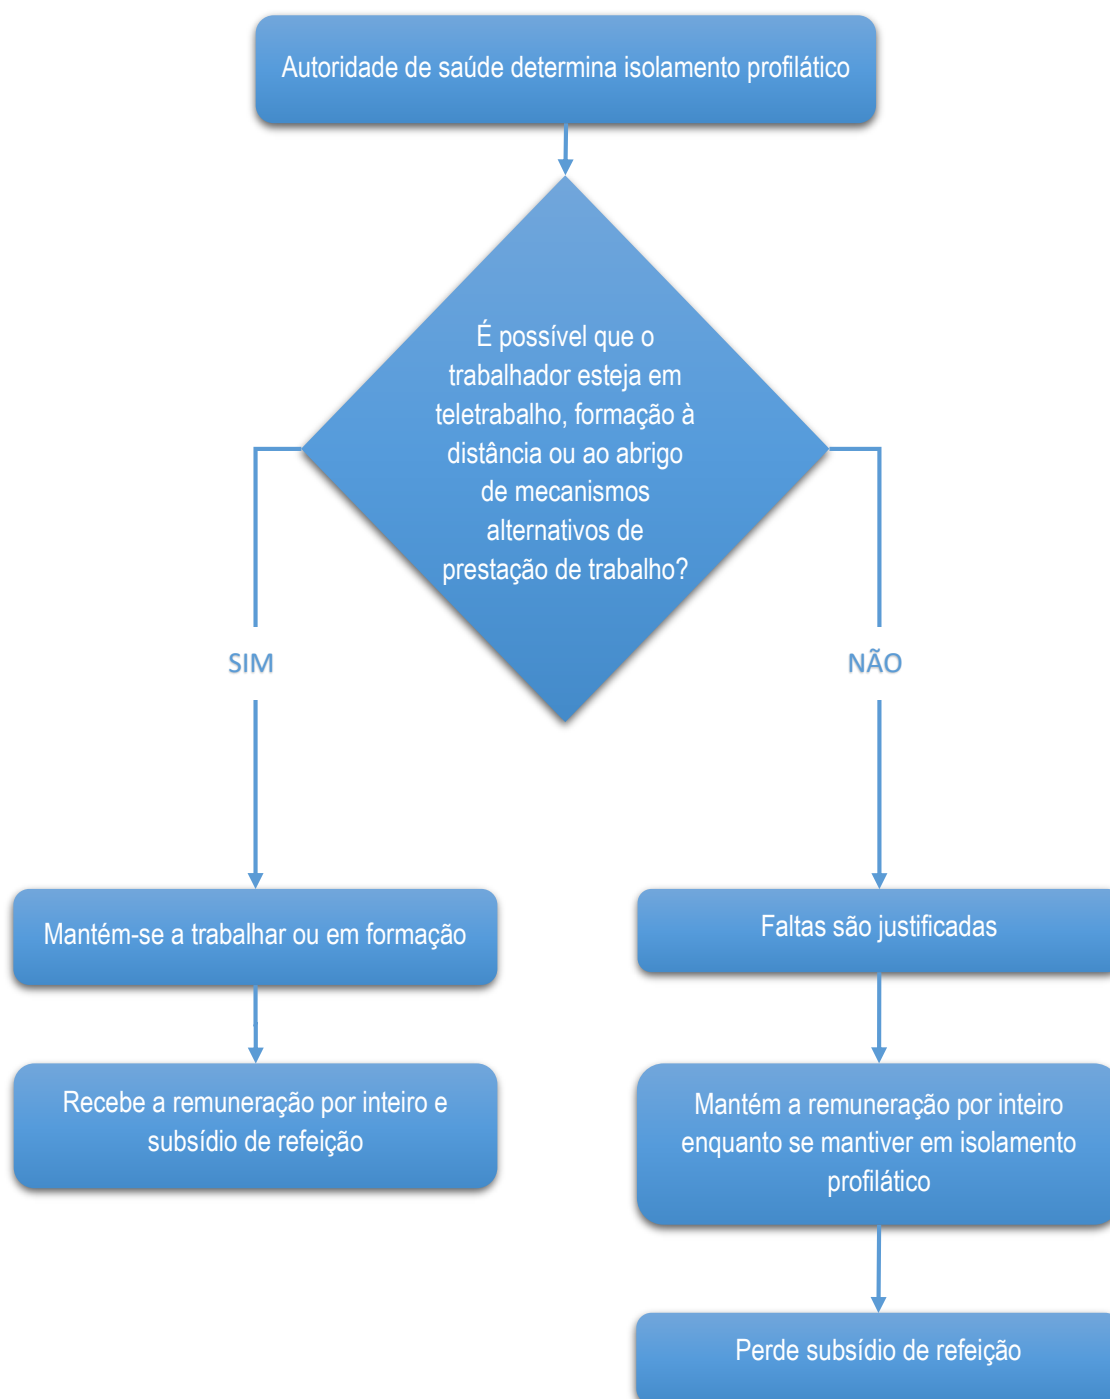 Autoridade de saúde determina isolamento profilático
É possível que o
trabalhador esteja em
teletrabalho, formação à
distância ou ao abrigo
de mecanismos
alternativos de
prestação de trabalho?
SIM
NÃO
Mantém-se a trabalhar ou em formação
Faltas são justificadas
Recebe a remuneração por inteiro e
subsídio de refeição
Mantém a remuneração por inteiro
enquanto se mantiver em isolamento
profilático
Perde subsídio de refeição